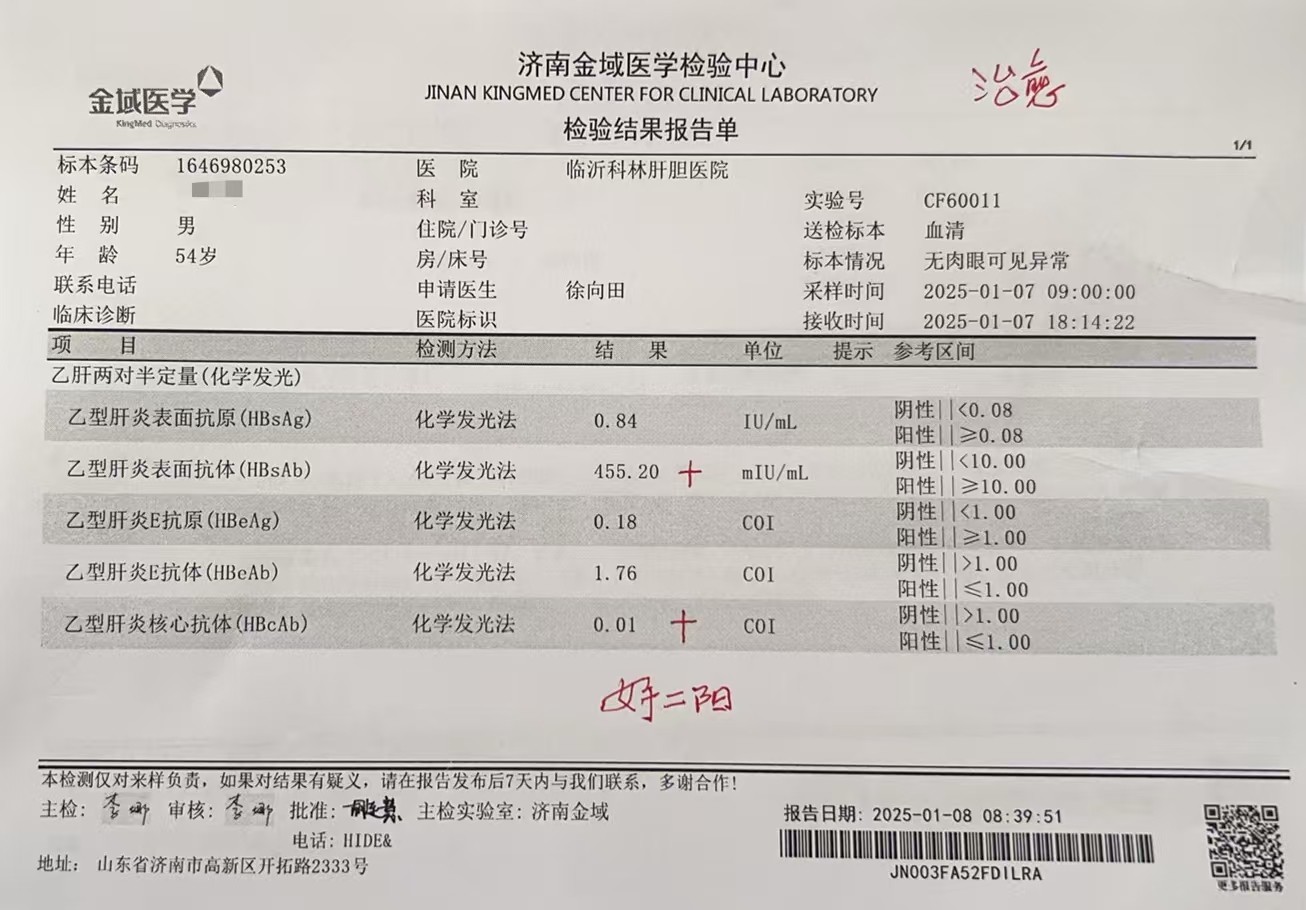 金域医学
KingMed Diagnostics
济南金域医学检验中心
JINAN KINGMED CENTER FOR CLINICAL LABORATORY
检验结果报告单
治愈
1/1
标本条码 1646980253 医 院 临沂科林肝胆医院
姓 名 科 室 实验号 CF60011
性 别 男 住院/门诊号 送检标本 血清
年 龄 54岁 房/床号 标本情况 无肉眼可见异常
联系电话 申请医生 徐向田 采样时间 2025-01-07 09:00:00
临床诊断 医院标识 接收时间 2025-01-07 18:14:22
项 目 检测方法 结 果 单位 提示 参考区间
乙肝两对半定量(化学发光)
乙型肝炎表面抗原(HBsAg) 化学发光法 0.84 IU/mL 阴性||<0.08
阳性||≥0.08
乙型肝炎表面抗体(HBsAb) 化学发光法 455.20 + mIU/mL 阴性||<10.00
阳性||≥10.00
乙型肝炎E抗原(HBeAg) 化学发光法 0.18 COI 阴性||<1.00
阳性||≥1.00
乙型肝炎E抗体(HBeAb) 化学发光法 1.76 COI 阴性||>1.00
阳性||≤1.00
乙型肝炎核心抗体(HBcAb) 化学发光法 0.01 + COI 阴性||>1.00
阳性||≤1.00
好二阳
本检测仅对来样负责，如果对结果有疑义，请在报告发布后7天内与我们联系，多谢合作!
主检: 李娜 审核: 李娜 批准: 主检实验室: 济南金域
电话: HIDE&
地址: 山东省济南市高新区开拓路2333号
报告日期: 2025-01-08 08:39:51
JN003FA52FDILRA
更多报告服务